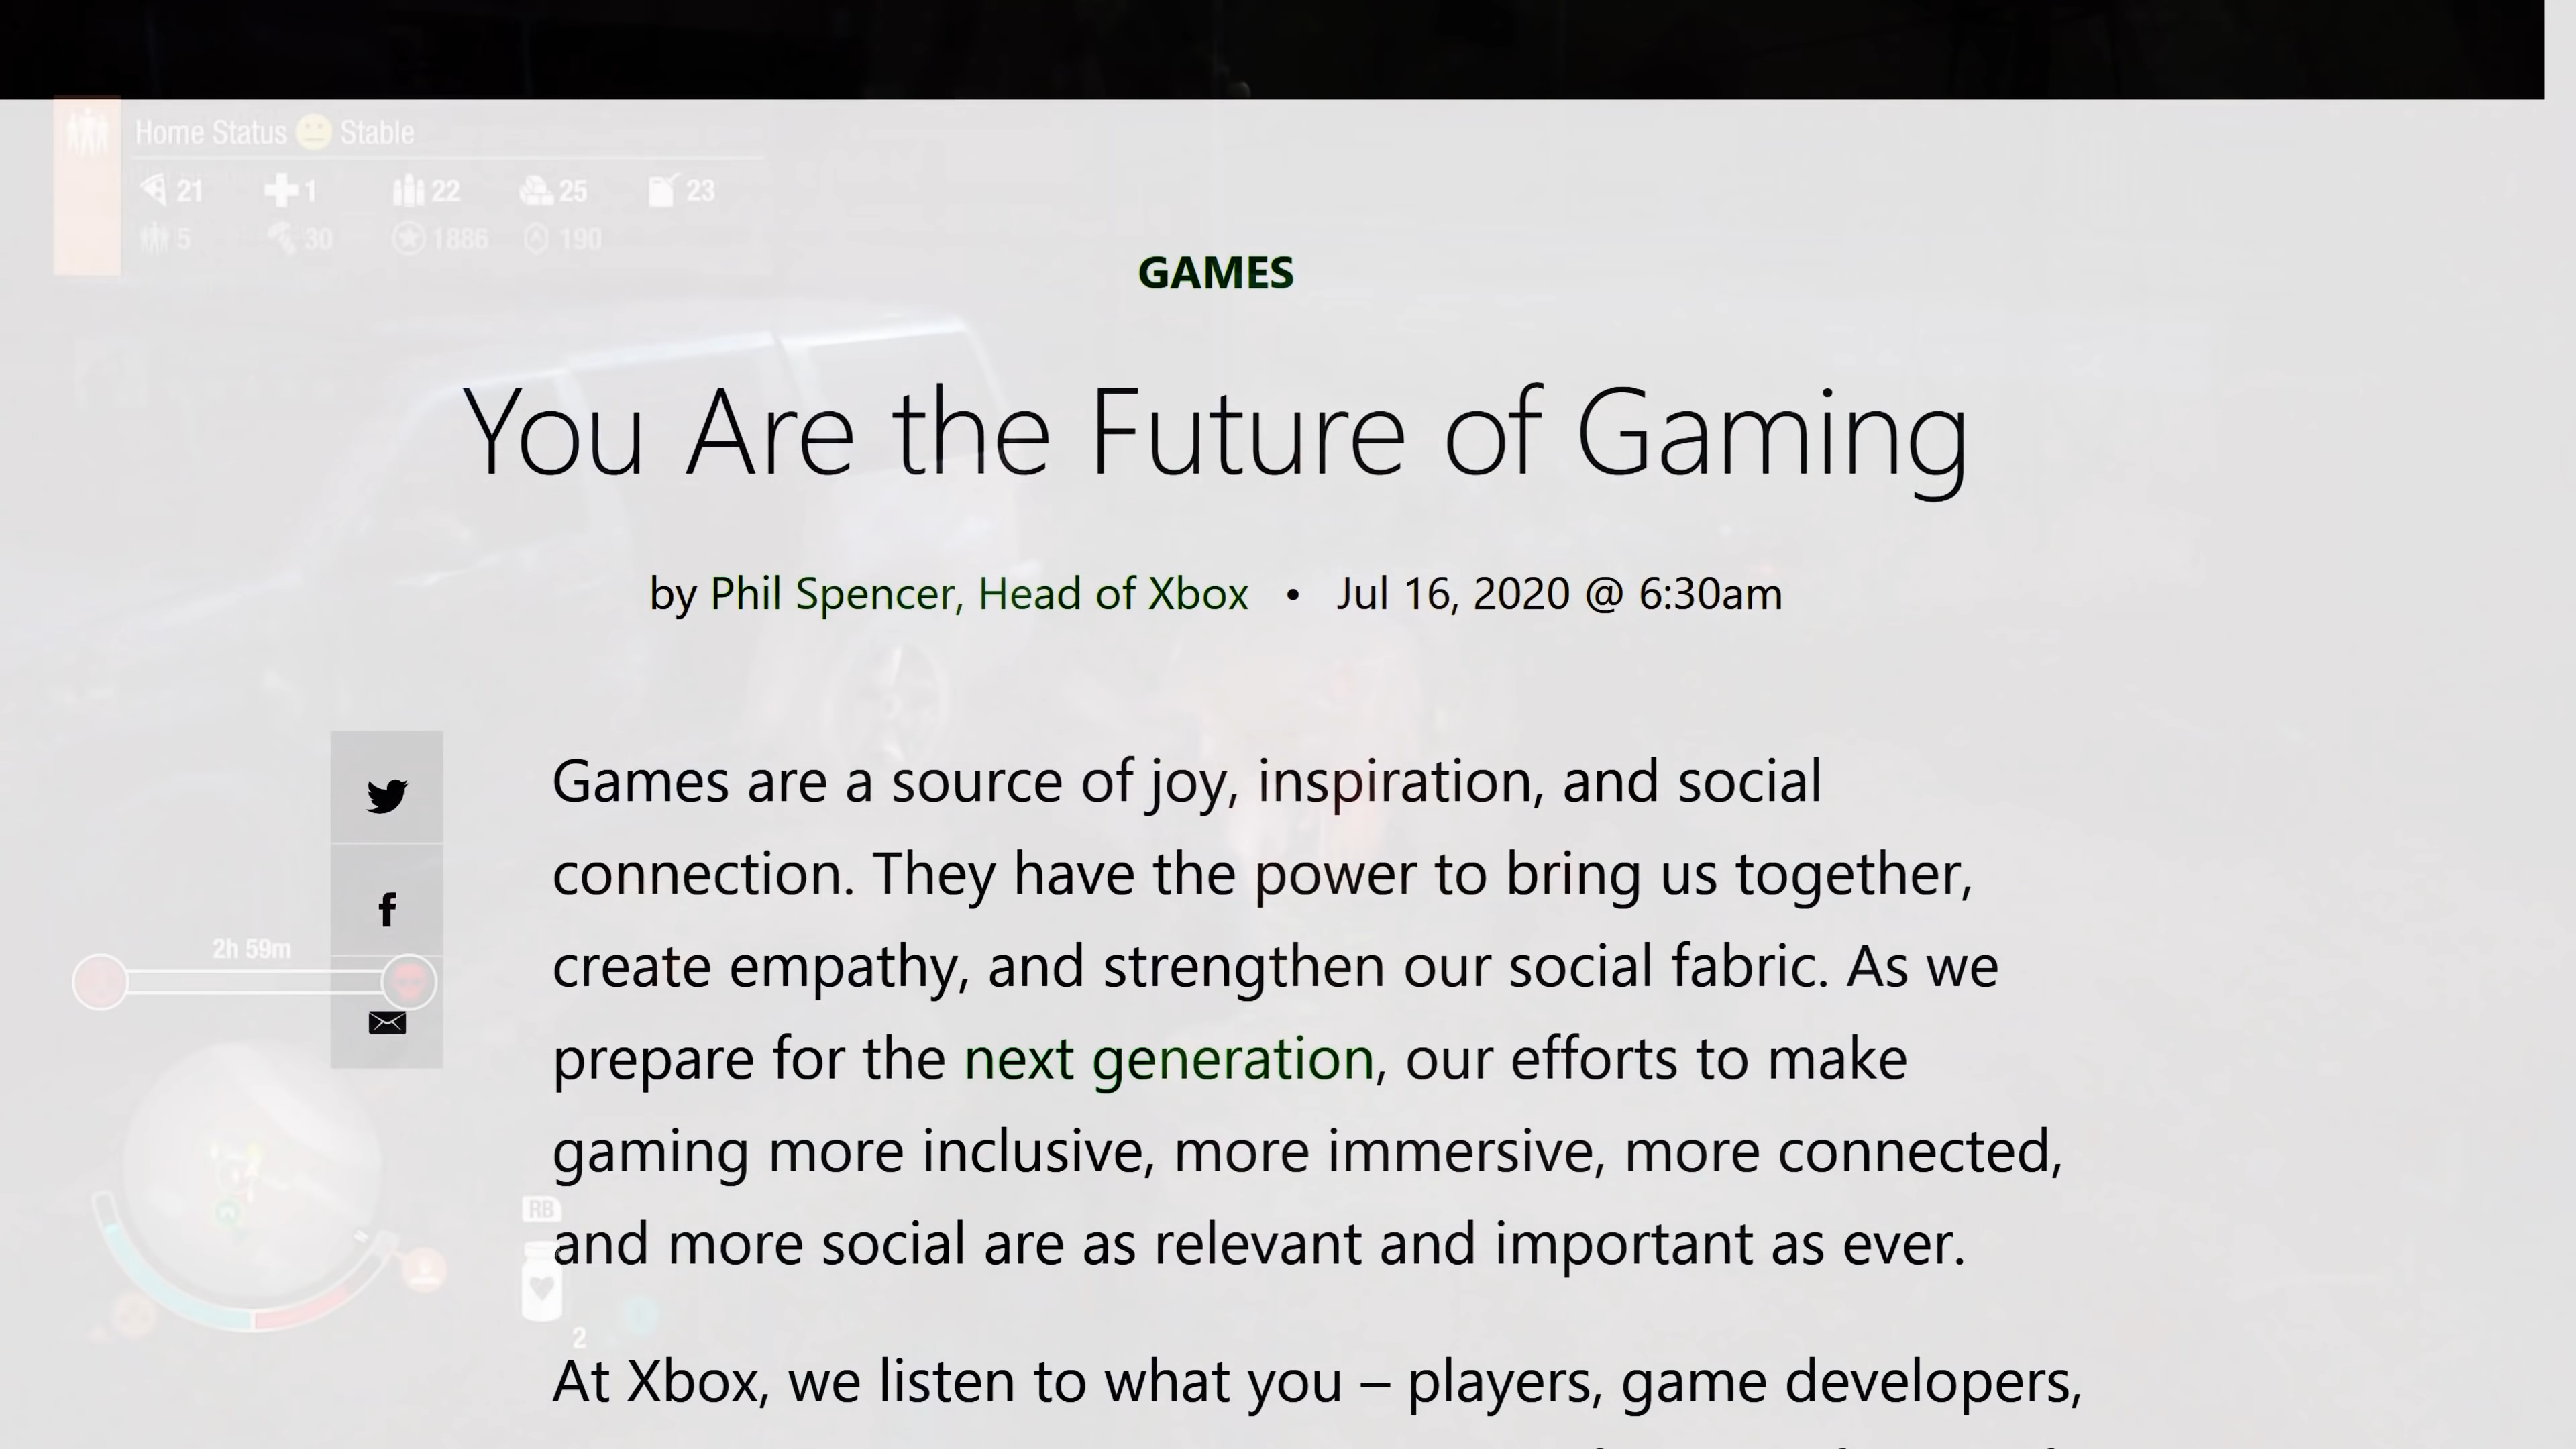 Home Status Stable
21 1 22 25 23
5 30 1886 190
GAMES
You Are the Future of Gaming
by Phil Spencer, Head of Xbox • Jul 16, 2020 @ 6:30am
Games are a source of joy, inspiration, and social
connection. They have the power to bring us together,
create empathy, and strengthen our social fabric. As we
prepare for the next generation, our efforts to make
gaming more inclusive, more immersive, more connected,
and more social are as relevant and important as ever.
At Xbox, we listen to what you – players, game developers,
2h 59m
N
RB
2